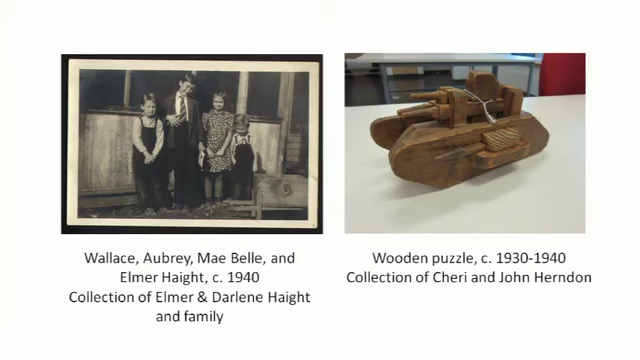 Wallace, Aubrey, Mae Belle, and
Elmer Haight, c. 1940
Collection of Elmer & Darlene Haight
and family
Wooden puzzle, c. 1930-1940
Collection of Cheri and John Herndon